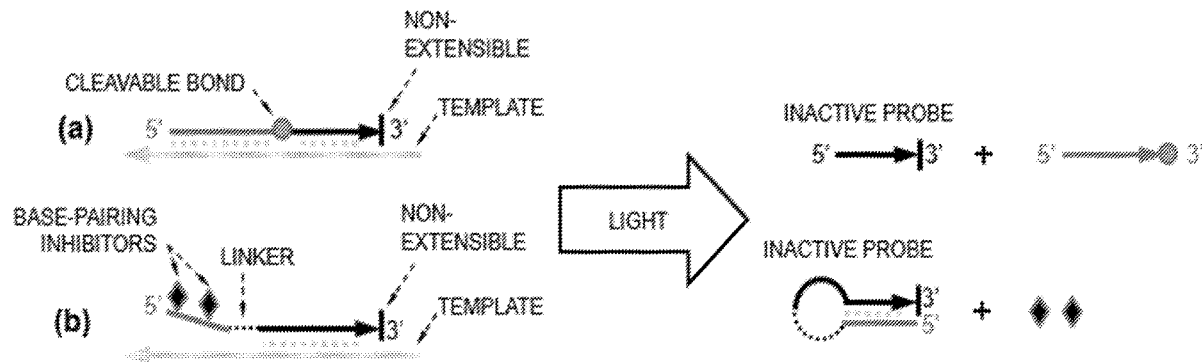 NON-
EXTENSIBLE
CLEAVABLE BOND
TEMPLATE
(a)
5'
3'
INACTIVE PROBE
5'
3'
+
5'
3'
LIGHT
BASE-PAIRING
INHIBITORS
LINKER
NON-
EXTENSIBLE
TEMPLATE
(b)
5'
3'
INACTIVE PROBE
3'
5'
+